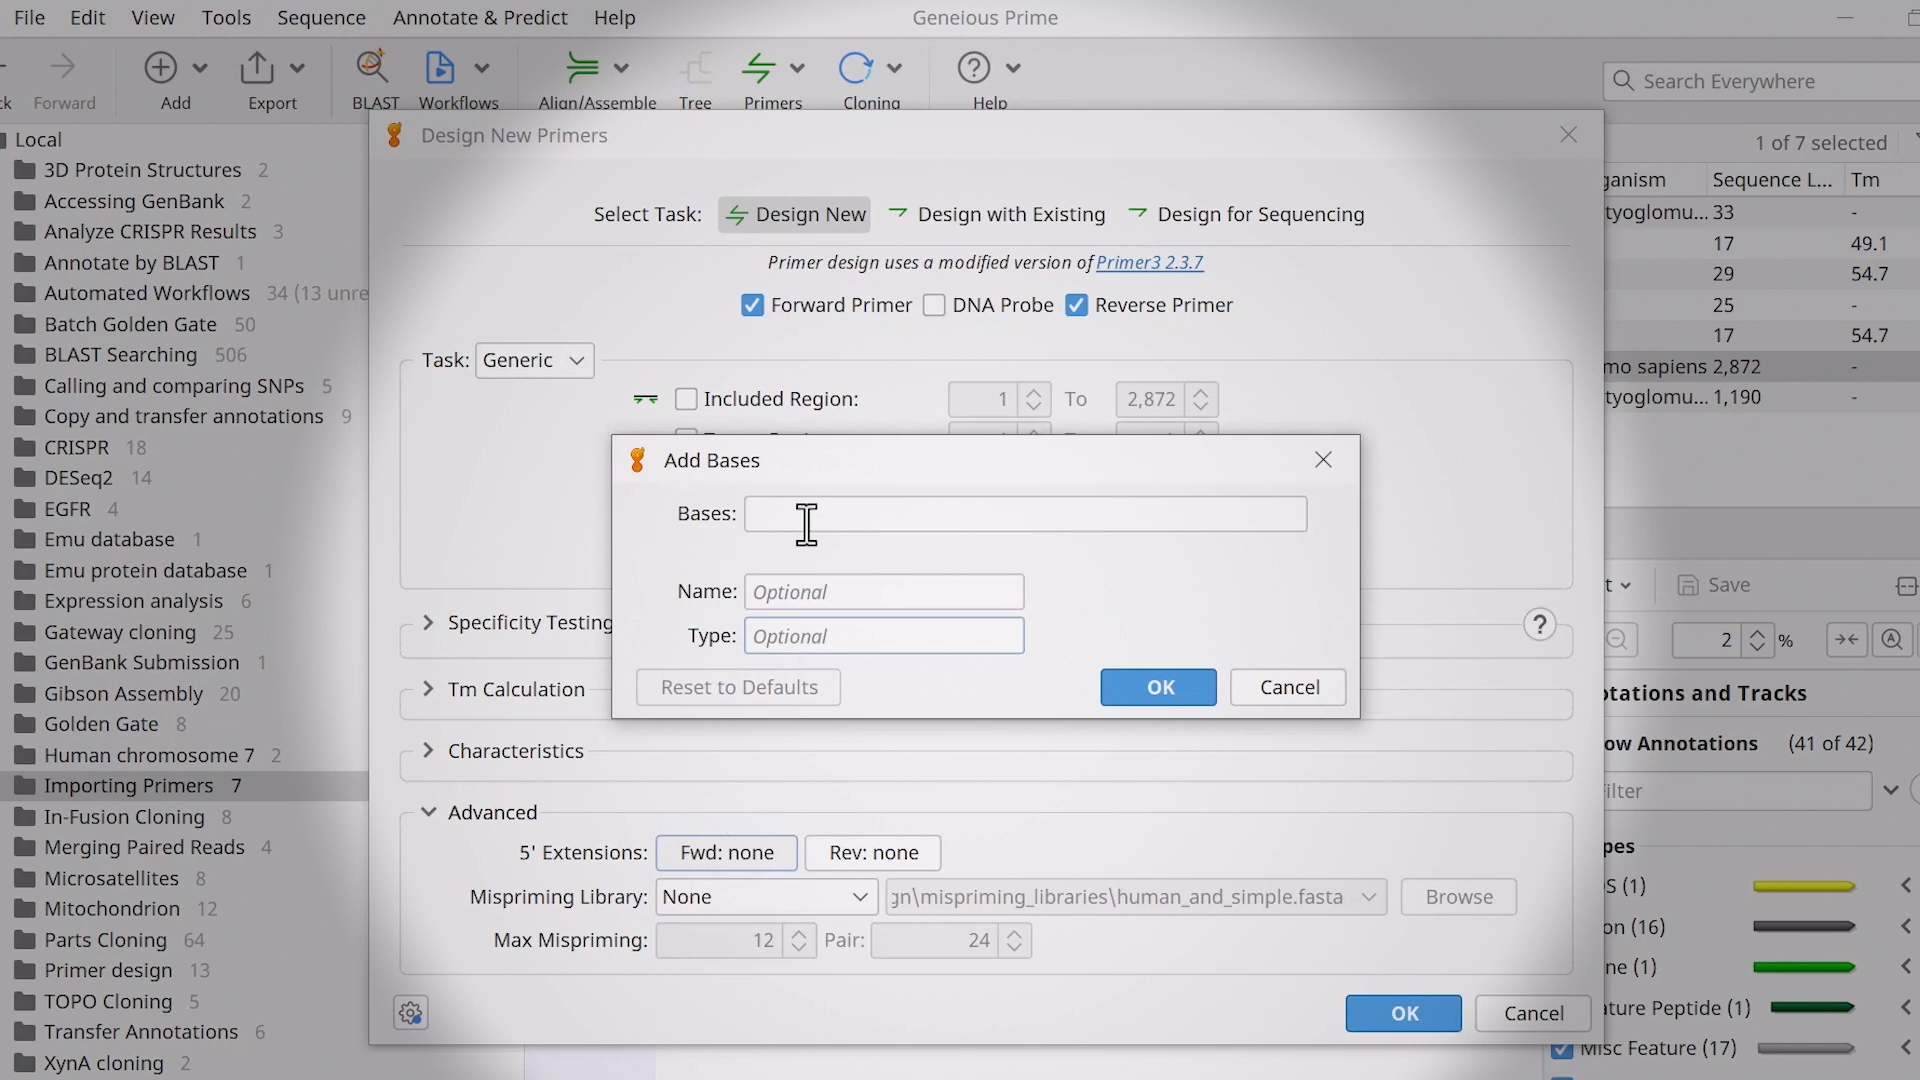 File Edit View Tools Sequence Annotate & Predict Help
Geneious Prime
Forward
Add
Export
BLAST
Workflows
Align/Assemble
Tree
Primers
Cloning
Help
Search Everywhere
Local
3D Protein Structures 2
Accessing GenBank 2
Analyze CRISPR Results 3
Annotate by BLAST 1
Automated Workflows 34 (13 unre
Batch Golden Gate 50
BLAST Searching 506
Calling and comparing SNPs 5
Copy and transfer annotations 9
CRISPR 18
DESeq2 14
EGFR 4
Emu database 1
Emu protein database 1
Expression analysis 6
Gateway cloning 25
GenBank Submission 1
Gibson Assembly 20
Golden Gate 8
Human chromosome 7 2
Importing Primers 7
In-Fusion Cloning 8
Merging Paired Reads 4
Microsatellites 8
Mitochondrion 12
Parts Cloning 64
Primer design 13
TOPO Cloning 5
Transfer Annotations 6
XynA cloning 2
Design New Primers
Select Task: Design New Design with Existing Design for Sequencing
Primer design uses a modified version of Primer3 2.3.7
Forward Primer DNA Probe Reverse Primer
Task: Generic
Included Region: 1 To 2,872
Add Bases
Bases:
Name: Optional
Type: Optional
Reset to Defaults OK Cancel
Specificity Testing
?
Tm Calculation
Characteristics
Advanced
5' Extensions: Fwd: none Rev: none
Mispriming Library: None gn\mispriming_libraries\human_and_simple.fasta Browse
Max Mispriming: 12 Pair: 24
OK Cancel
1 of 7 selected
ganism Sequence L... Tm
tyoglomu... 33 -
17 49.1
29 54.7
25 -
17 54.7
mo sapiens 2,872 -
tyoglomu... 1,190 -
t Save
2 %
otations and Tracks
ow Annotations (41 of 42)
ilter
pes
S (1)
on (16)
ne (1)
ature Peptide (1)
Misc Feature (17)